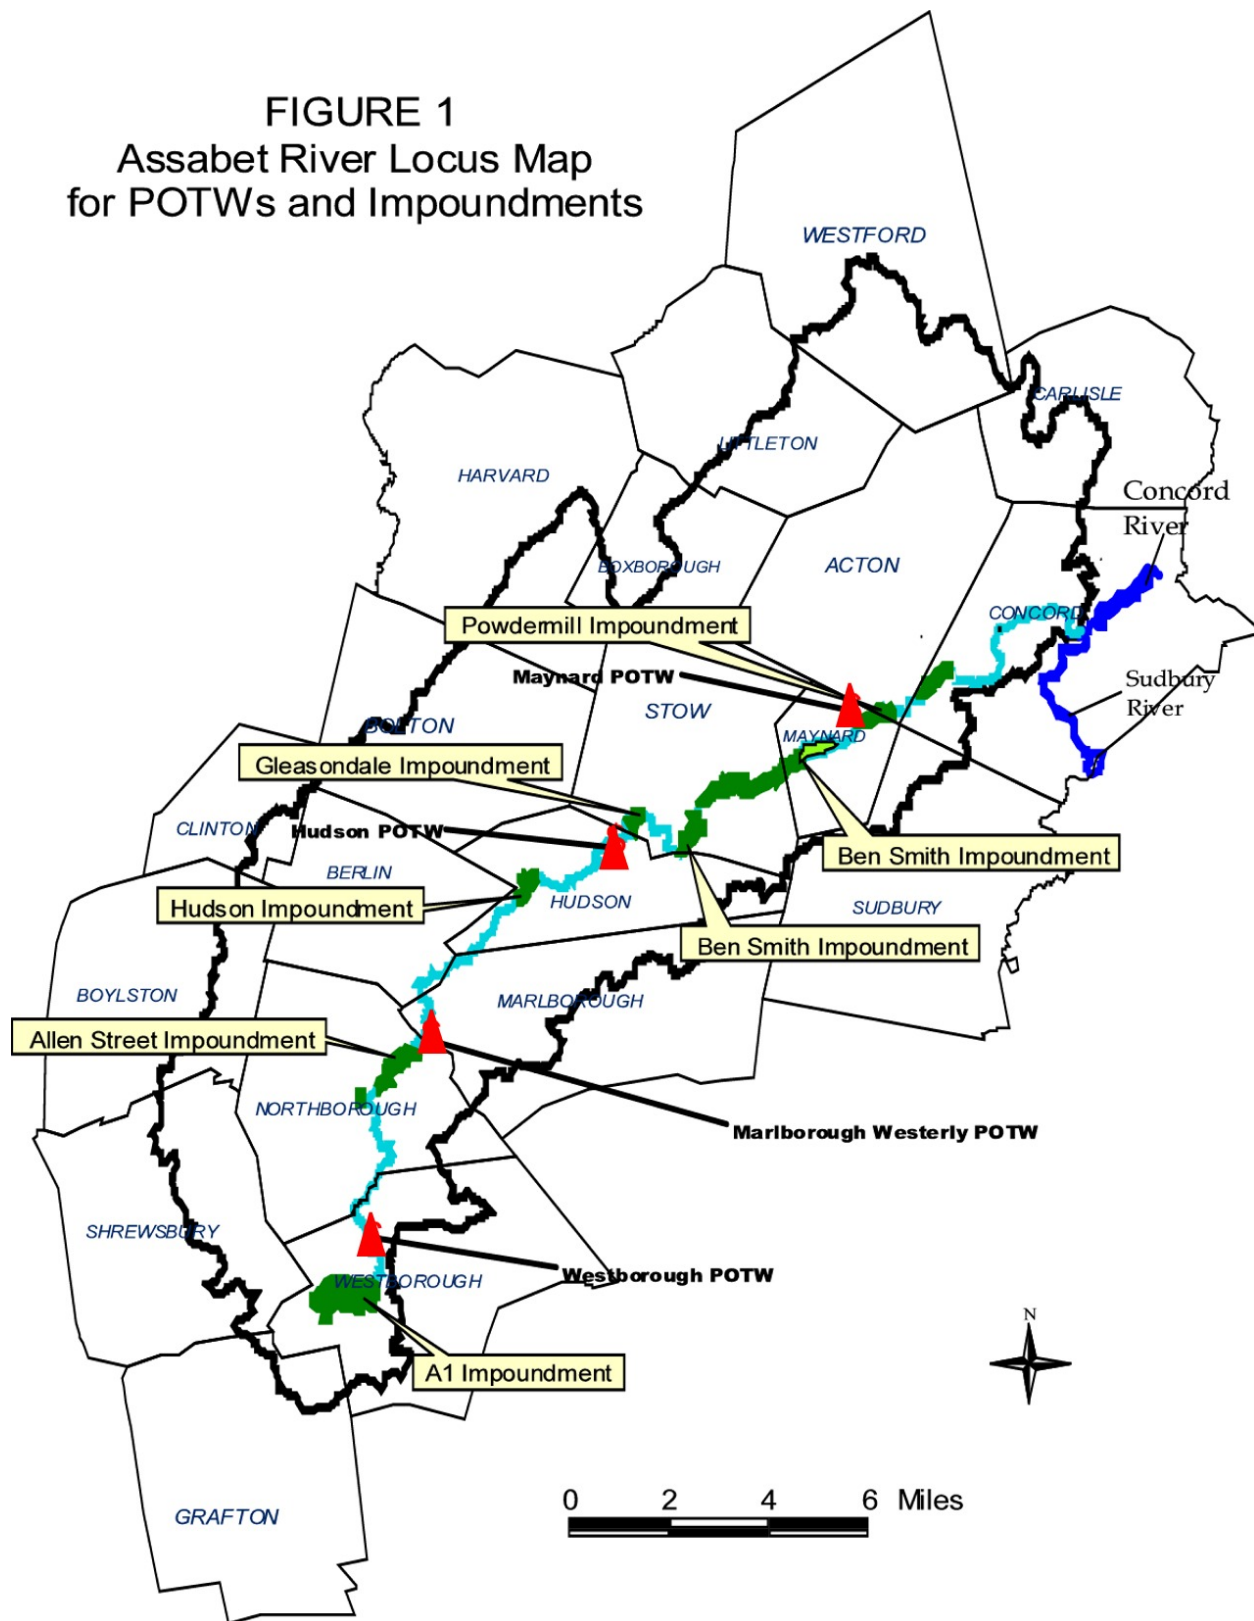 FIGURE 1
Assabet River Locus Map
for POTWs and Impoundments
WESTFORD
CARLISLE
LITTLETON
HARVARD
Concord
River
BOXBOROUGH
ACTON
CONCORD
Powdermill Impoundment
Maynard POTW
Sudbury
River
STOW
BOLTON
MAYNARD
Gleasondale Impoundment
CLINTON
Hudson POTW
Ben Smith Impoundment
BERLIN
Hudson Impoundment
HUDSON
SUDBURY
Ben Smith Impoundment
BOYLSTON
MARLBOROUGH
Allen Street Impoundment
NORTHBOROUGH
Marlborough Westerly POTW
SHREWSBURY
Westborough POTW
WESTBOROUGH
N
A1 Impoundment
0 2 4 6 Miles
GRAFTON